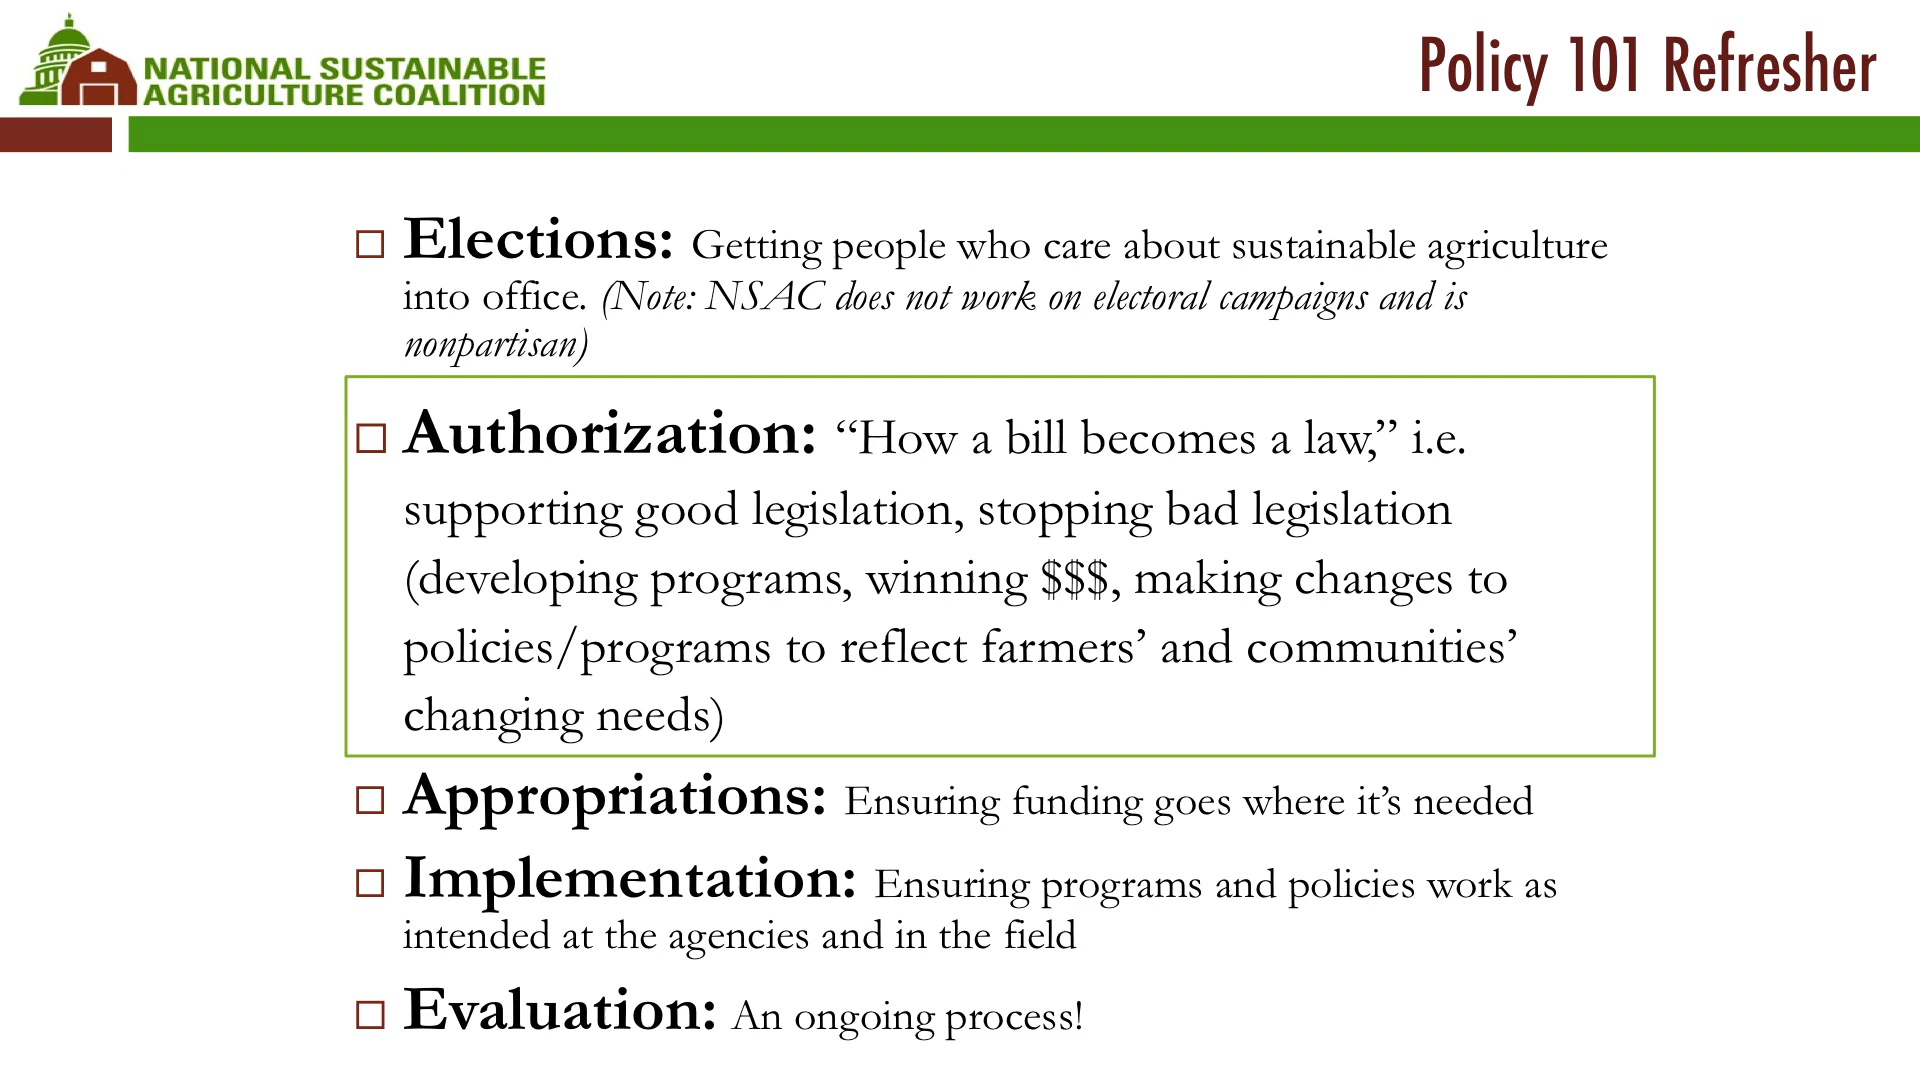 NATIONAL SUSTAINABLE
AGRICULTURE COALITION
Policy 101 Refresher
Elections: Getting people who care about sustainable agriculture
into office. (Note: NSAC does not work on electoral campaigns and is
nonpartisan)
Authorization: “How a bill becomes a law,” i.e.
supporting good legislation, stopping bad legislation
(developing programs, winning $$$, making changes to
policies/programs to reflect farmers’ and communities’
changing needs)
Appropriations: Ensuring funding goes where it’s needed
Implementation: Ensuring programs and policies work as
intended at the agencies and in the field
Evaluation: An ongoing process!